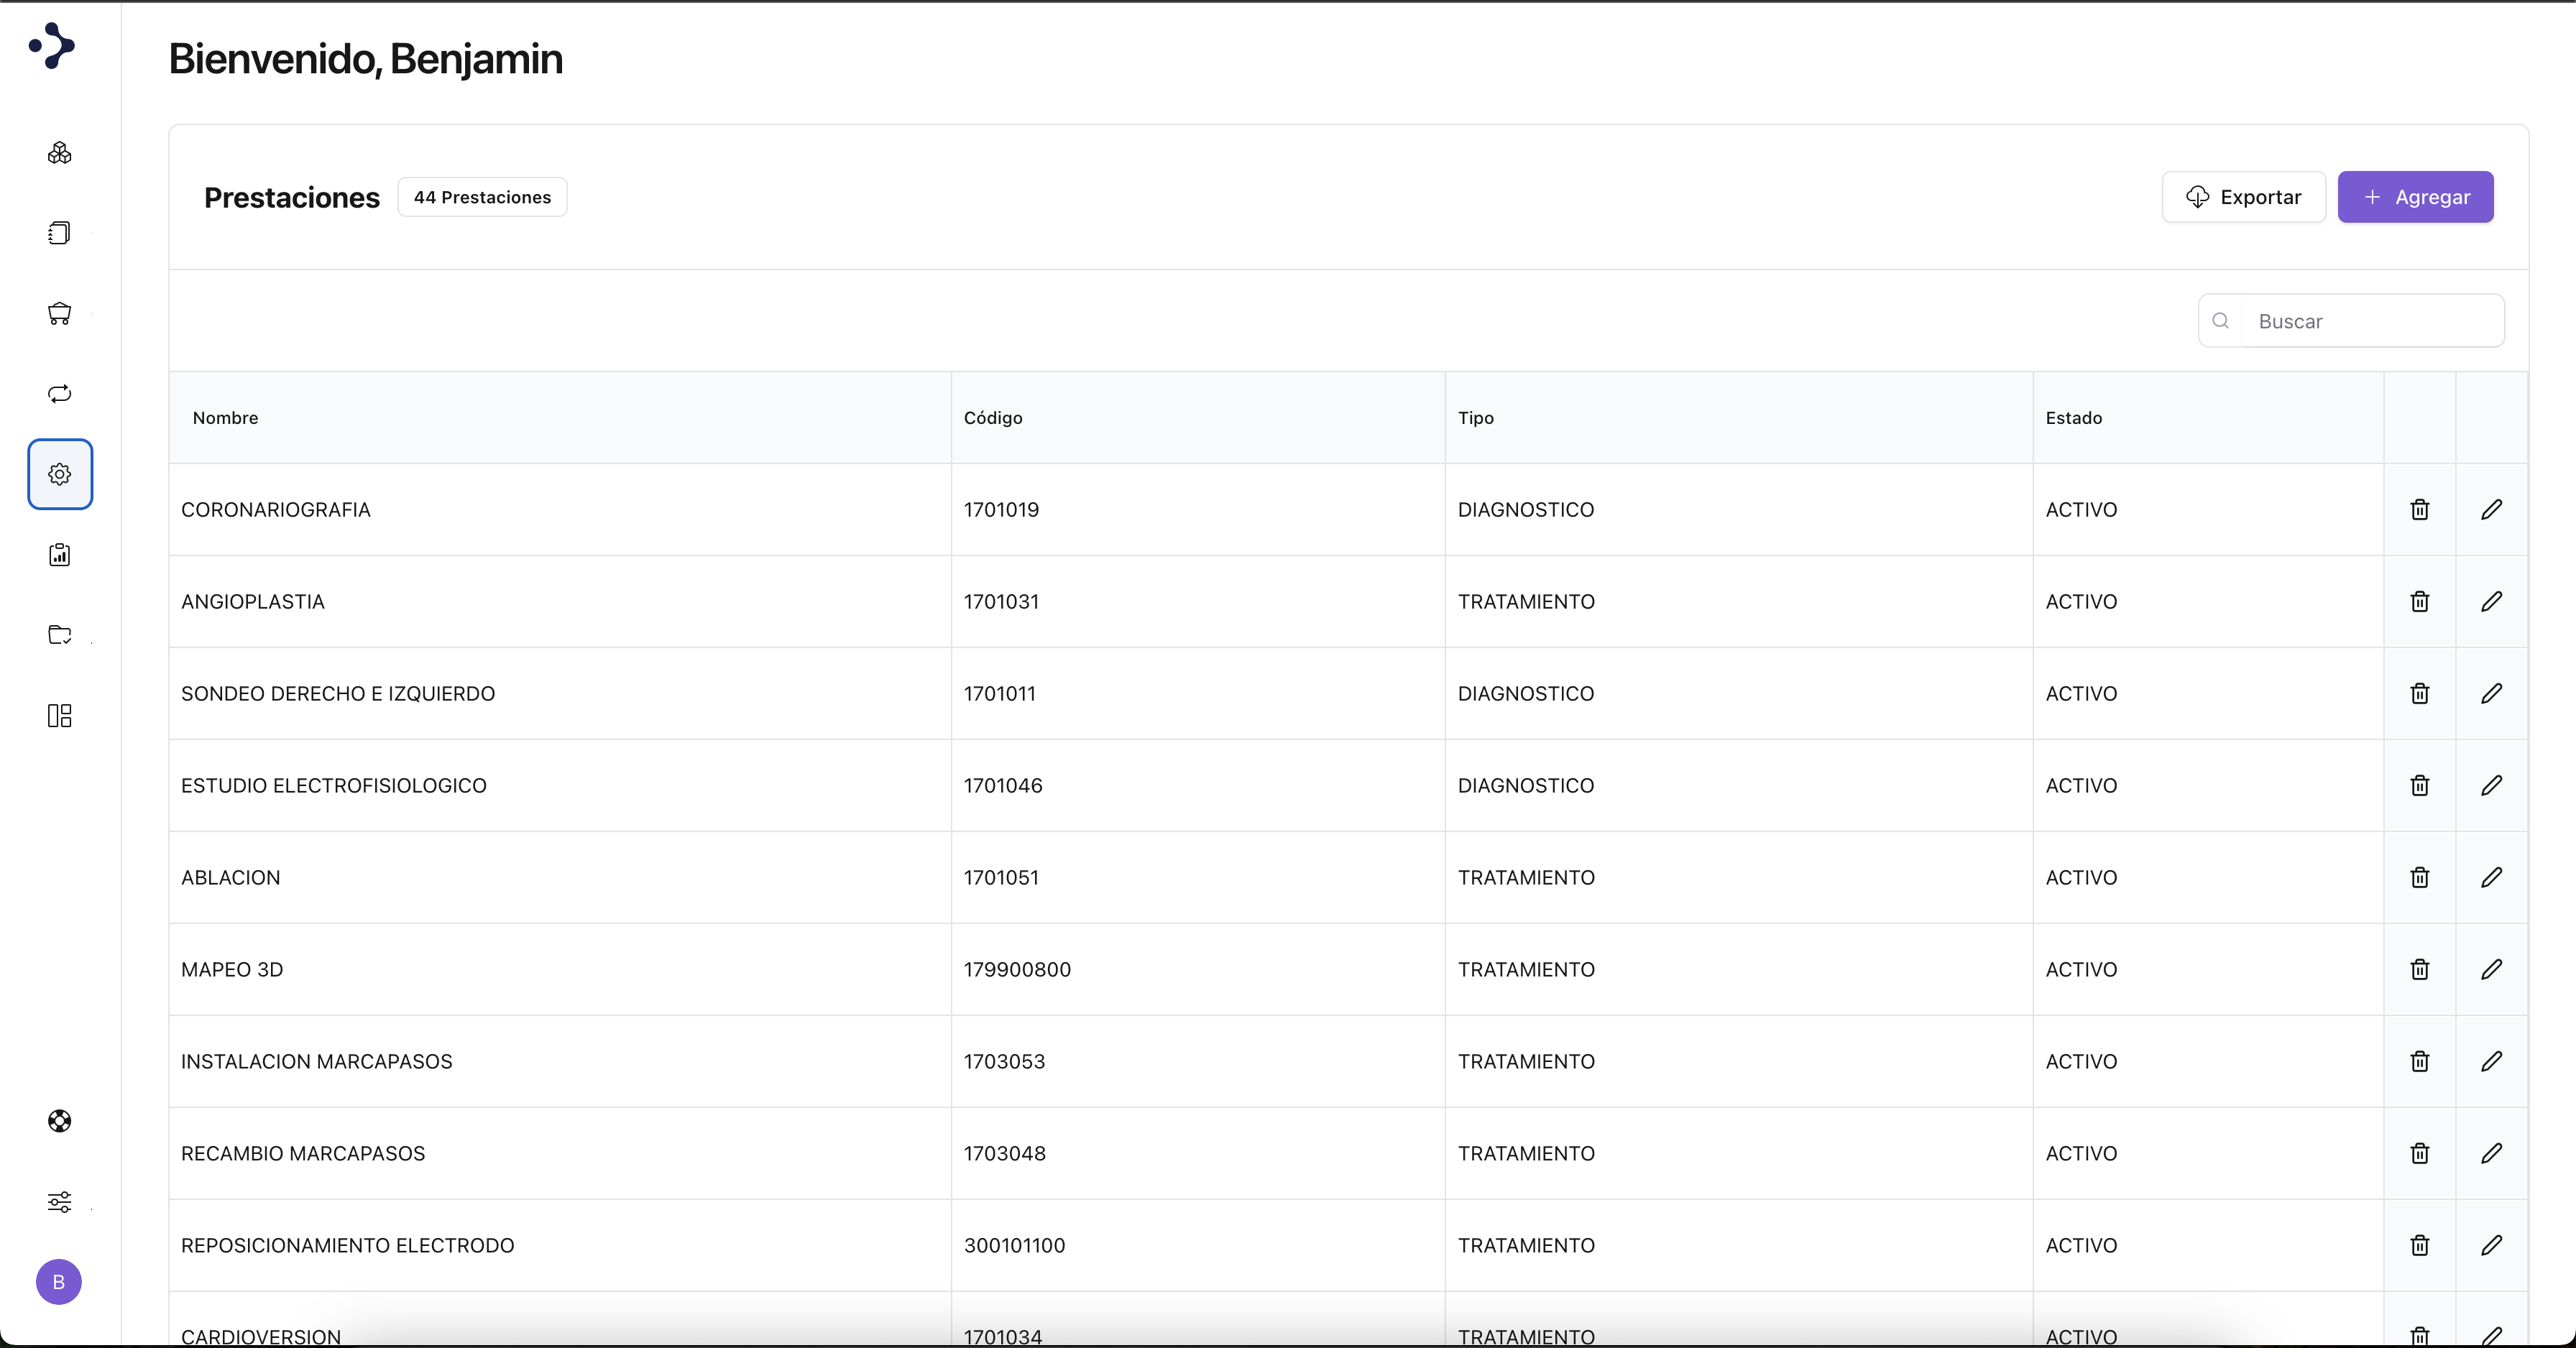 Bienvenido, Benjamin
Prestaciones 44 Prestaciones Exportar Agregar
Buscar
Nombre Código Tipo Estado
CORONARIOGRAFIA 1701019 DIAGNOSTICO ACTIVO
ANGIOPLASTIA 1701031 TRATAMIENTO ACTIVO
SONDEO DERECHO E IZQUIERDO 1701011 DIAGNOSTICO ACTIVO
ESTUDIO ELECTROFISIOLOGICO 1701046 DIAGNOSTICO ACTIVO
ABLACION 1701051 TRATAMIENTO ACTIVO
MAPEO 3D 179900800 TRATAMIENTO ACTIVO
INSTALACION MARCAPASOS 1703053 TRATAMIENTO ACTIVO
RECAMBIO MARCAPASOS 1703048 TRATAMIENTO ACTIVO
REPOSICIONAMIENTO ELECTRODO 300101100 TRATAMIENTO ACTIVO
CARDIOVERSION 1701034 TRATAMIENTO ACTIVO
B